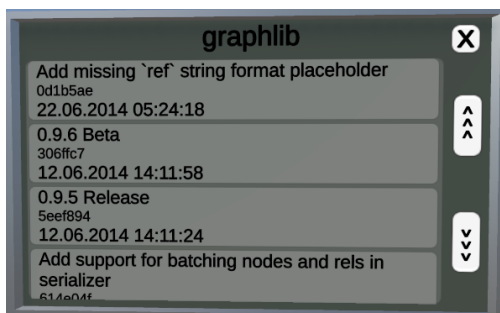 graphlib
X
Add missing `ref` string format placeholder
0d1b5ae
22.06.2014 05:24:18
0.9.6 Beta
306ffc7
12.06.2014 14:11:58
0.9.5 Release
5eef894
12.06.2014 14:11:24
Add support for batching nodes and rels in
serializer
614e04f